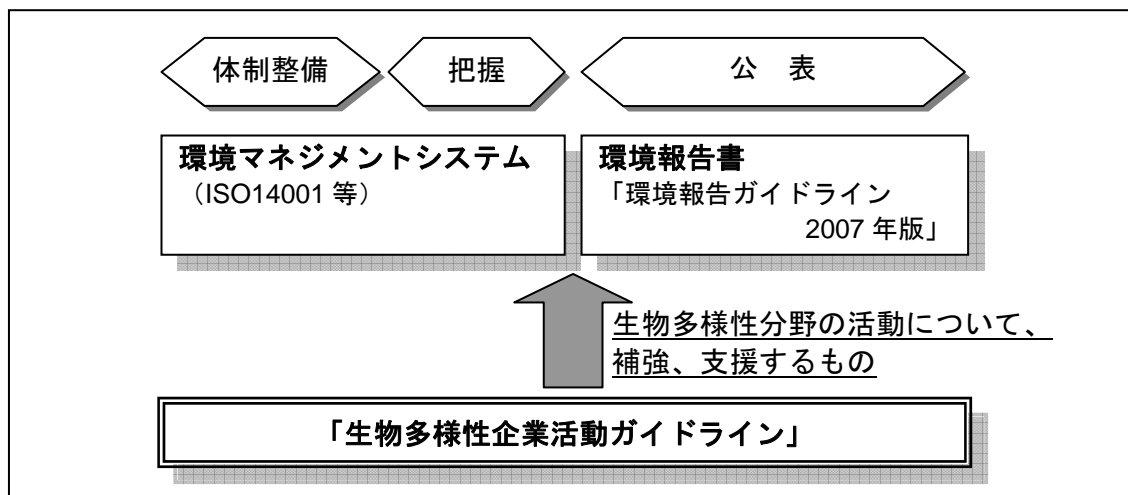 体制整備
把握
公 表
環境マネジメントシステム
（ISO14001 等）
環境報告書
「環境報告ガイドライン
2007 年版」
生物多様性分野の活動について、
補強、支援するもの
「生物多様性企業活動ガイドライン」